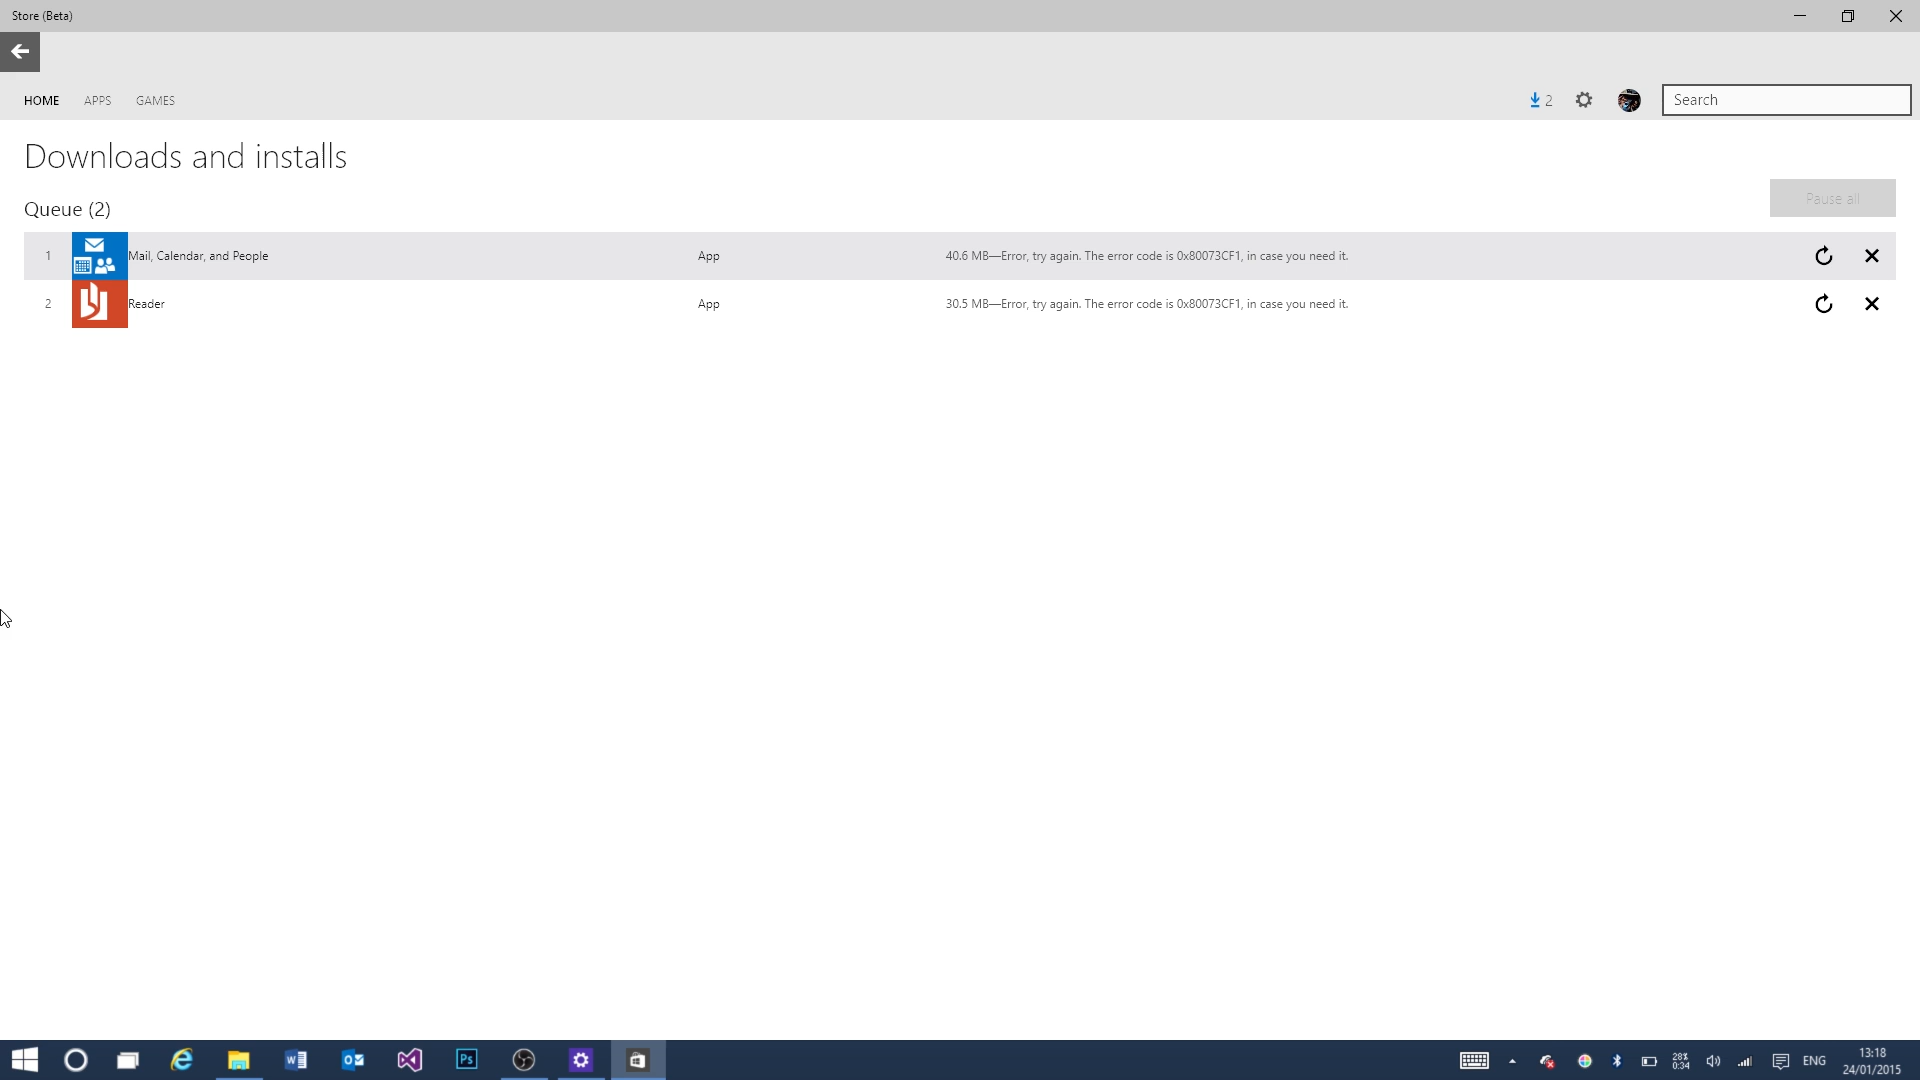 Store (Beta)
HOME APPS GAMES 2 Search
Downloads and installs
Pause all
Queue (2)
1 Mail, Calendar, and People App 40.6 MB—Error, try again. The error code is 0x80073CF1, in case you need it.
2 Reader App 30.5 MB—Error, try again. The error code is 0x80073CF1, in case you need it.
28%
0:34
ENG
13:18
24/01/2015